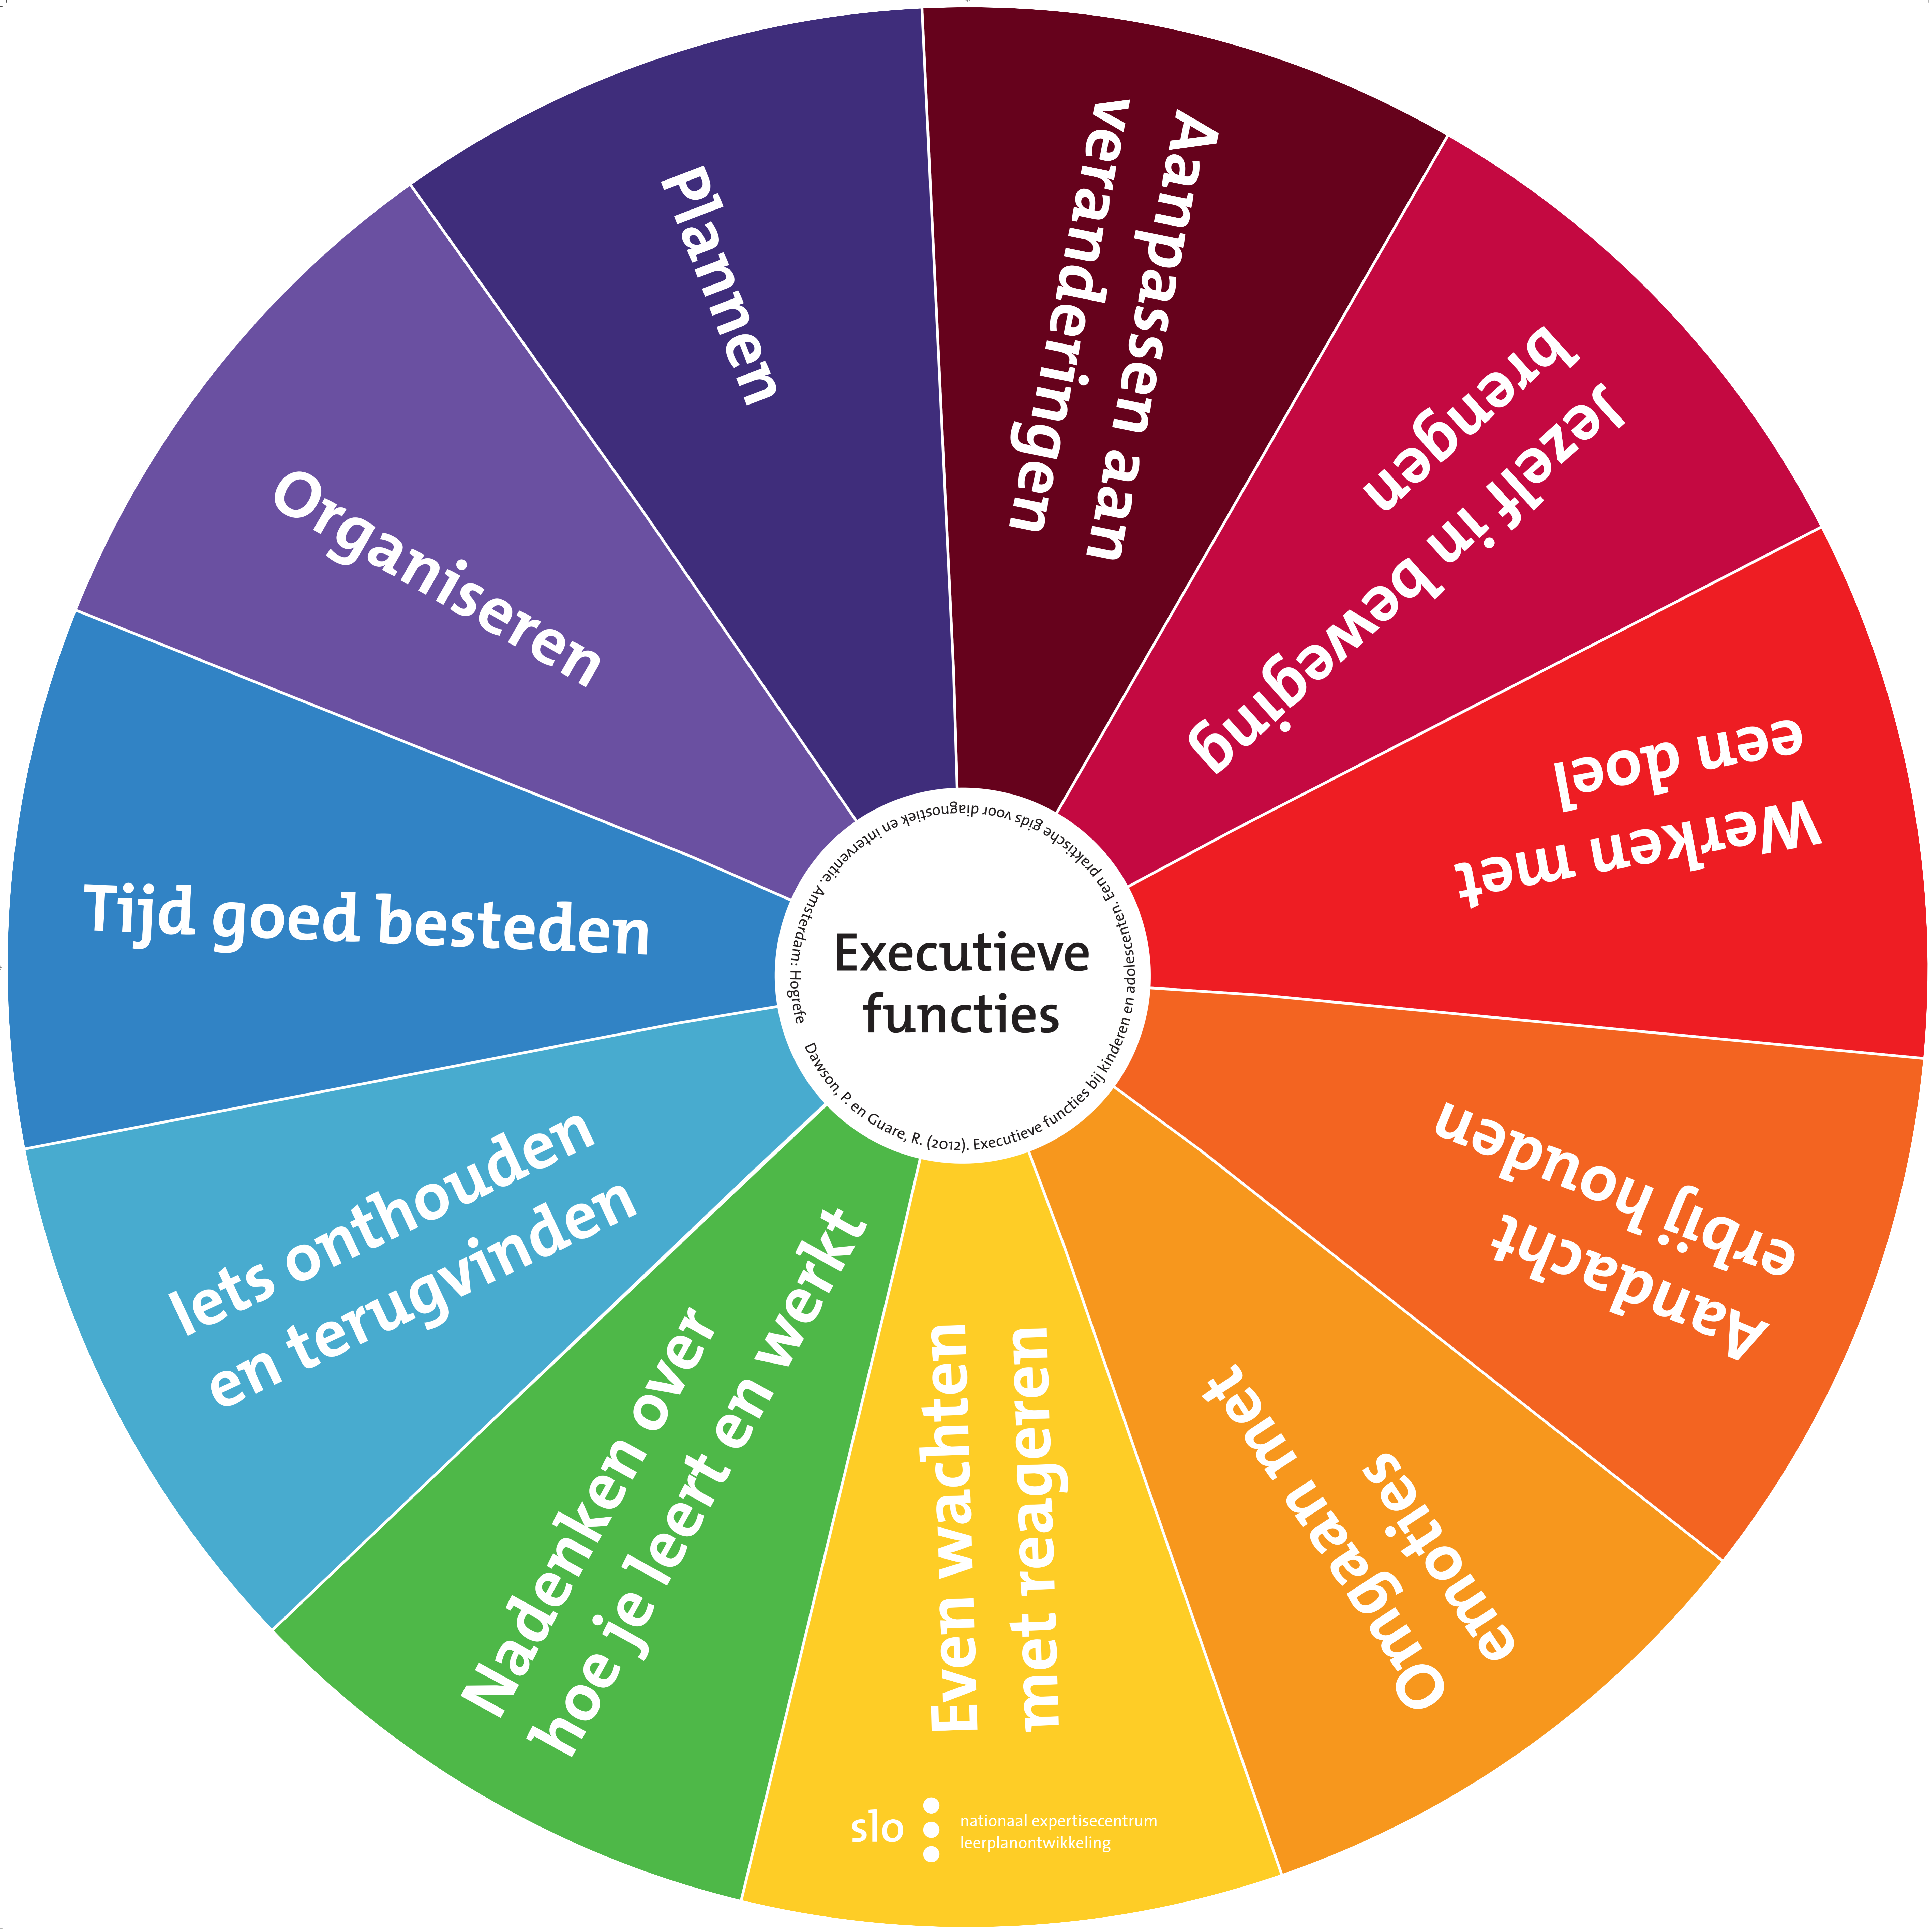 Executieve
functies
Dawson, P. en Guare, R. (2012). Executieve functies bij kinderen en adolescenten. Een praktische gids voor diagnostiek en interventie. Amsterdam: Hogrefe
Aanpassen aan
veranderingen
Jezelf in beweging
brengen
Werken met
een doel
Aandacht
erbij houden
Omgaan met
emoties
Even wachten
met reageren
Nadenken over
hoe je leert en werkt
Iets onthouden
en terugvinden
Tijd goed besteden
Organiseren
Plannen
slo
nationaal expertisecentrum
leerplanontwikkeling